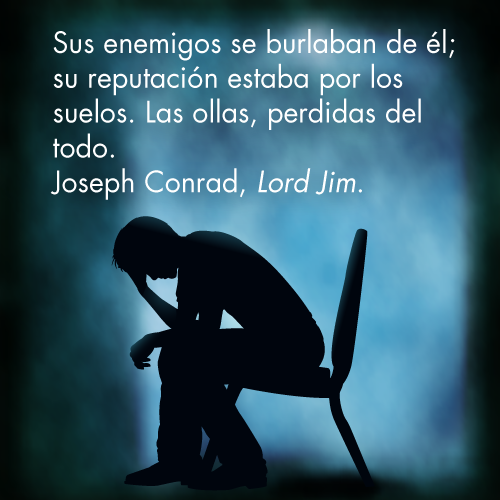 Sus enemigos se burlaban de él;
su reputación estaba por los
suelos. Las ollas, perdidas del
todo.
Joseph Conrad, Lord Jim.